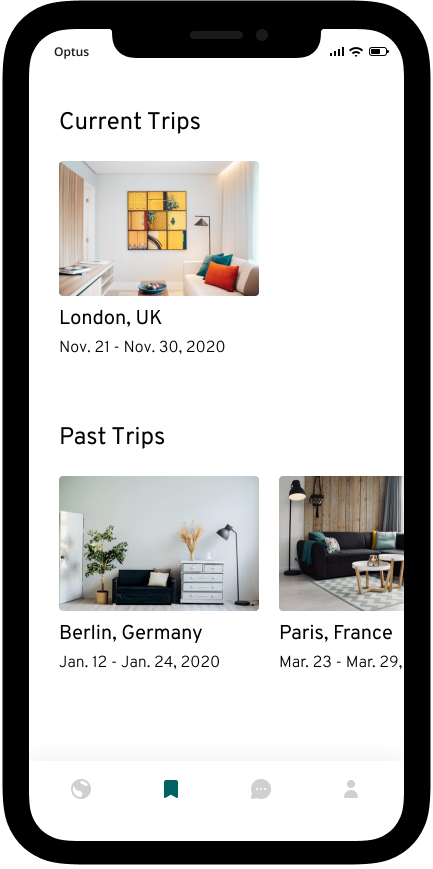 Optus
Current Trips
London, UK
Nov. 21 - Nov. 30, 2020
Past Trips
Berlin, Germany
Paris, France
Jan. 12 - Jan. 24, 2020
Mar. 23 - Mar. 29,